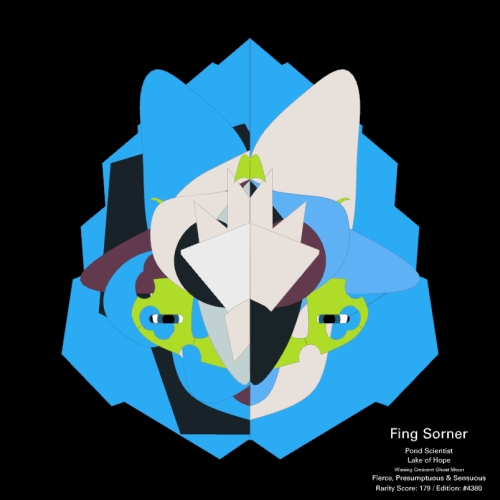 Fing Sorner
Pond Scientist
Lake of Hope
Waning Crescent Ghost Moon
Fierce, Presumptuous & Sensuous
Rarity Score: 179 / Edition: #4380